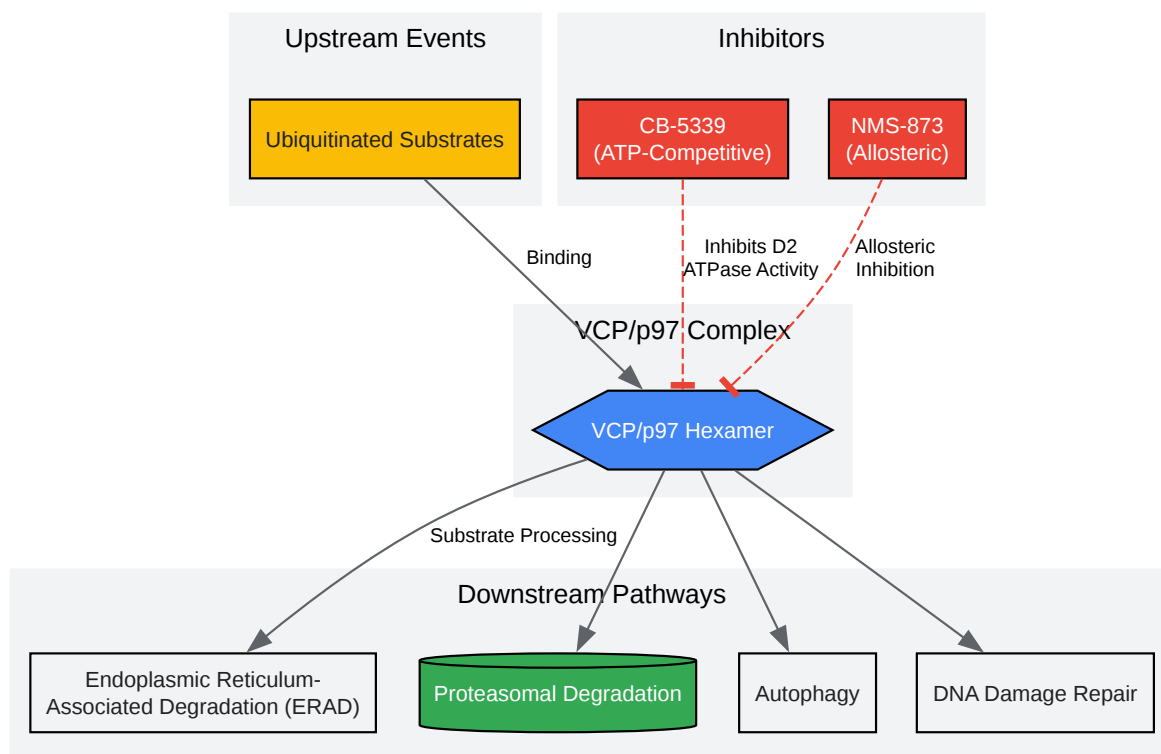 Upstream Events
Inhibitors
Ubiquitinated Substrates
CB-5339
(ATP-Competitive)
NMS-873
(Allosteric)
Binding
Inhibits D2
ATPase Activity
Allosteric
Inhibition
VCP/p97 Complex
VCP/p97 Hexamer
Substrate Processing
Downstream Pathways
Endoplasmic Reticulum-
Associated Degradation (ERAD)
Proteasomal Degradation
Autophagy
DNA Damage Repair